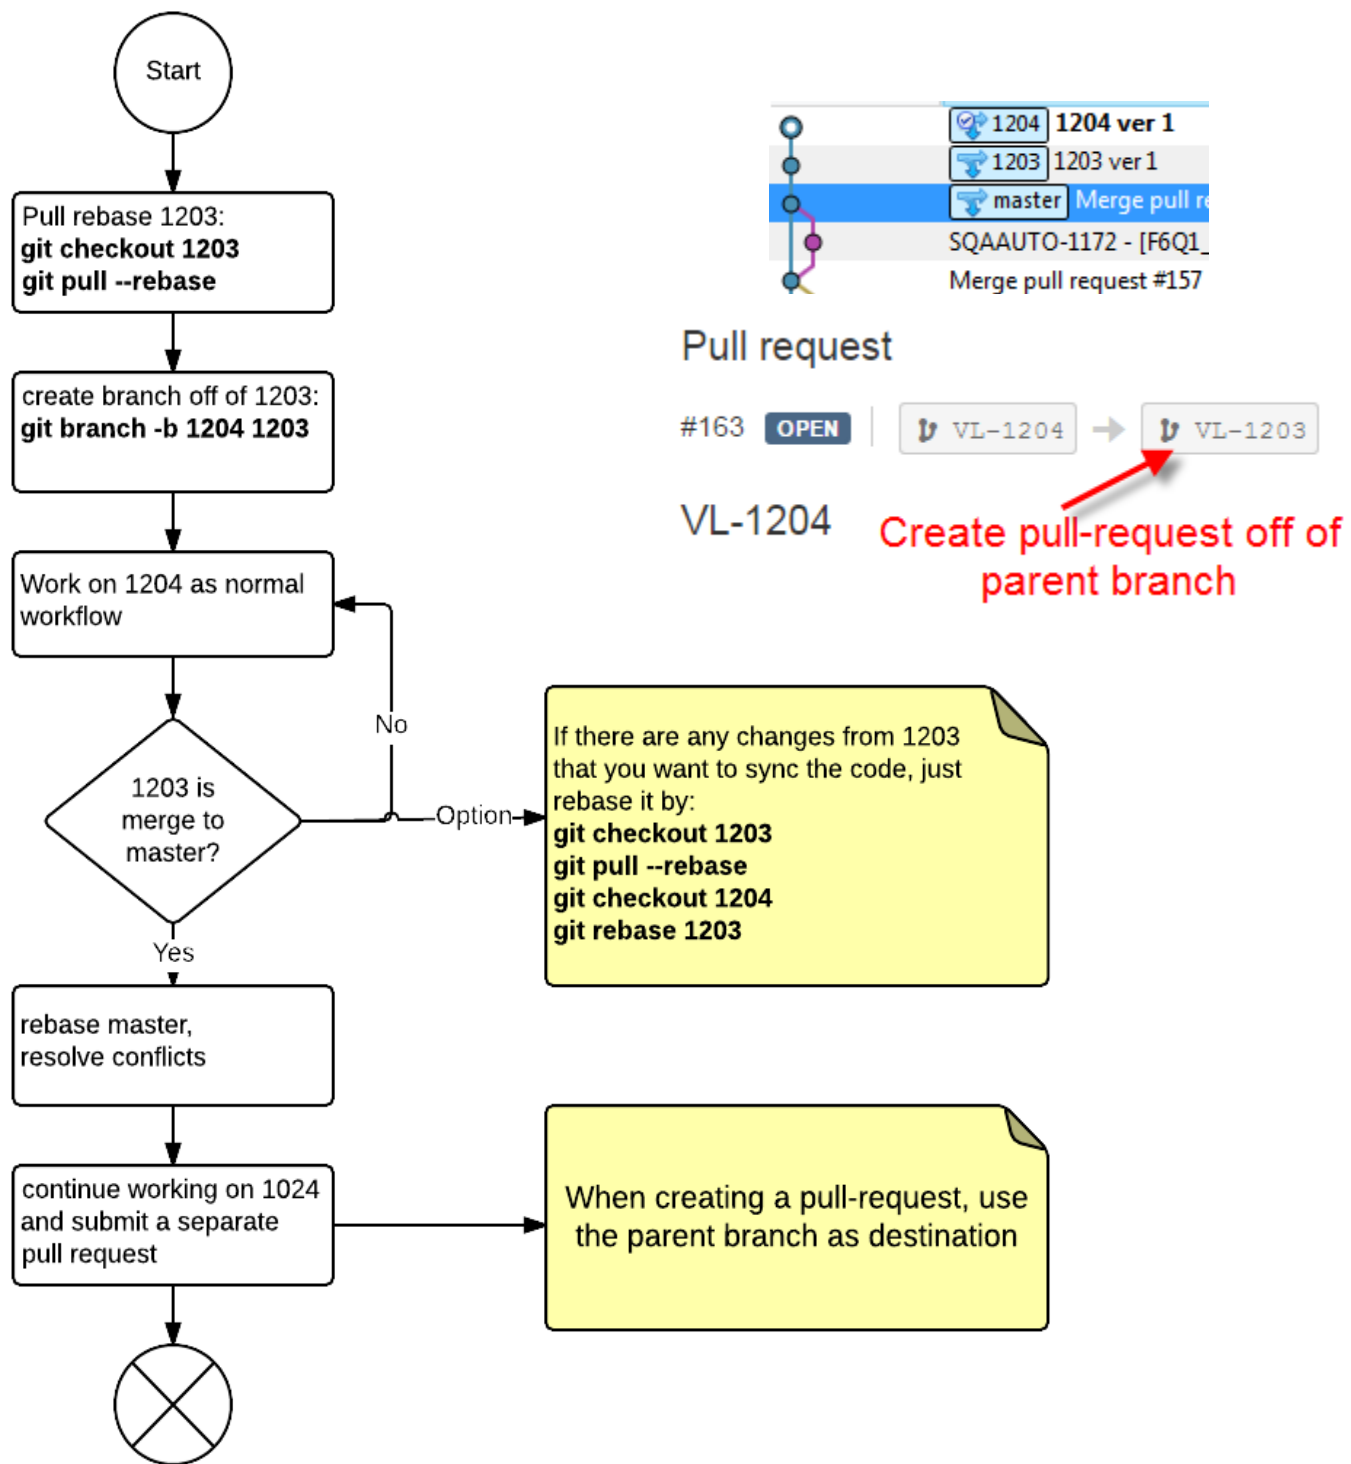 Start
Pull rebase 1203:
git checkout 1203
git pull --rebase
create branch off of 1203:
git branch -b 1204 1203
Work on 1204 as normal
workflow
No
1203 is
merge to
master?
Option
Yes
rebase master,
resolve conflicts
continue working on 1024
and submit a separate
pull request
1204 1204 ver 1
1203 1203 ver 1
master Merge pull re
SQAAUTO-1172 - [F6Q1_
Merge pull request #157
Pull request
#163 OPEN VL-1204 VL-1203
VL-1204
Create pull-request off of
parent branch
If there are any changes from 1203
that you want to sync the code, just
rebase it by:
git checkout 1203
git pull --rebase
git checkout 1204
git rebase 1203
When creating a pull-request, use
the parent branch as destination